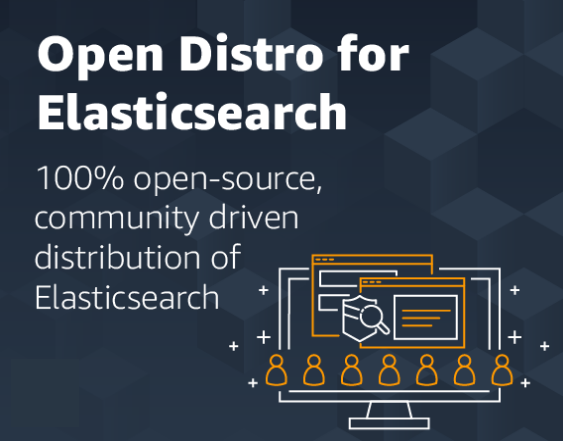 Open Distro for
Elasticsearch
100% open-source,
community driven
distribution of
Elasticsearch